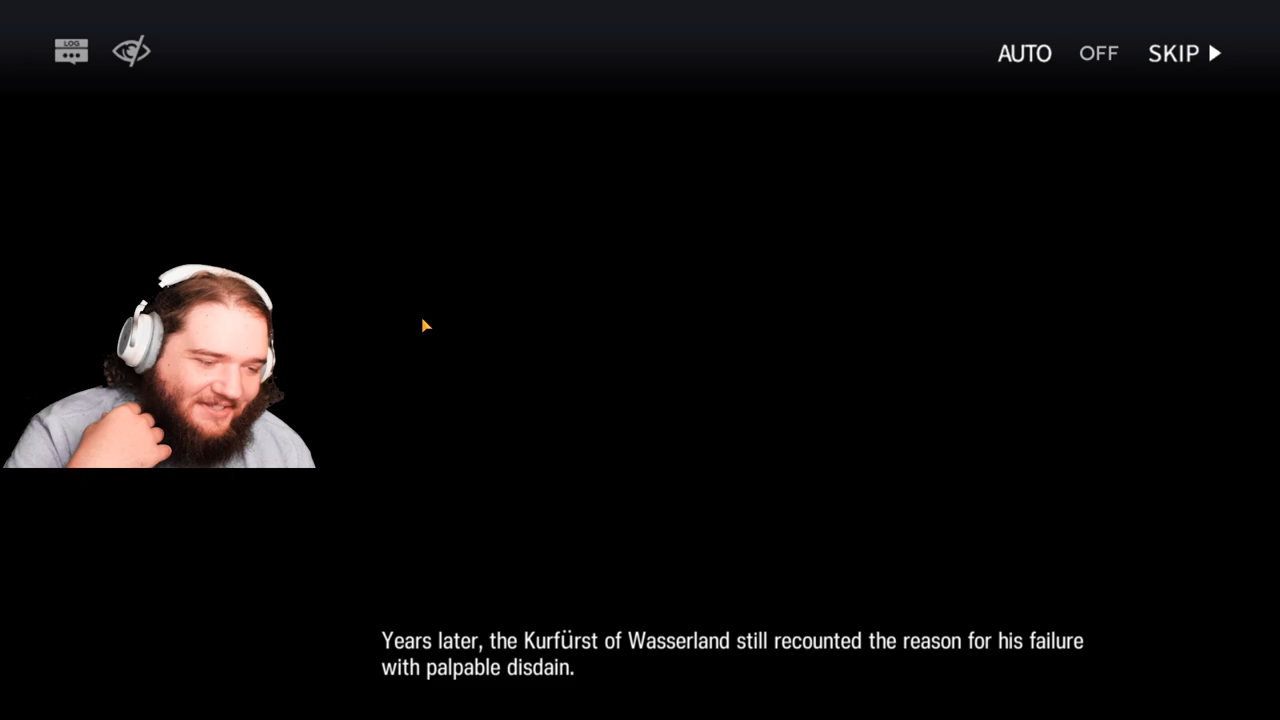 LOG
AUTO OFF SKIP
Years later, the Kurfürst of Wasserland still recounted the reason for his failure
with palpable disdain.